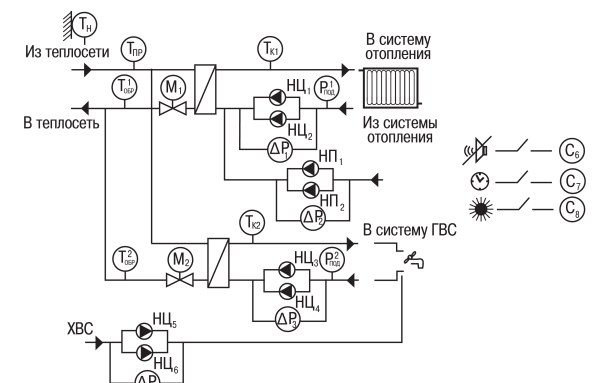 Tн
Из теплосети
Tпр
Tк1
В систему
отопления
T¹обр
M₁
НЦ₁
P¹под
В теплосеть
НЦ₂
Из системы
отопления
ΔP₁
НП₁
C₆
НП₂
C₇
ΔP₂
C₈
Tк2
В систему ГВС
T²обр
M₂
НЦ₃
P²под
НЦ₄
ΔP₃
ХВС
НЦ₅
НЦ₆
ΔP